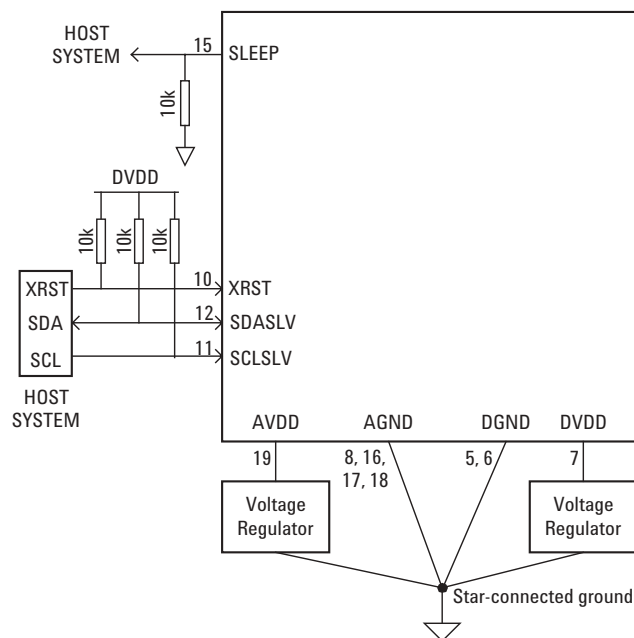 HOST
SYSTEM
15
SLEEP
10k
DVDD
10k
10k
10k
XRST
10
XRST
SDA
12
SDASLV
SCL
11
SCLSLV
HOST
SYSTEM
AVDD
AGND
DGND
DVDD
19
8, 16,
17, 18
5, 6
7
Voltage
Regulator
Voltage
Regulator
Star-connected ground